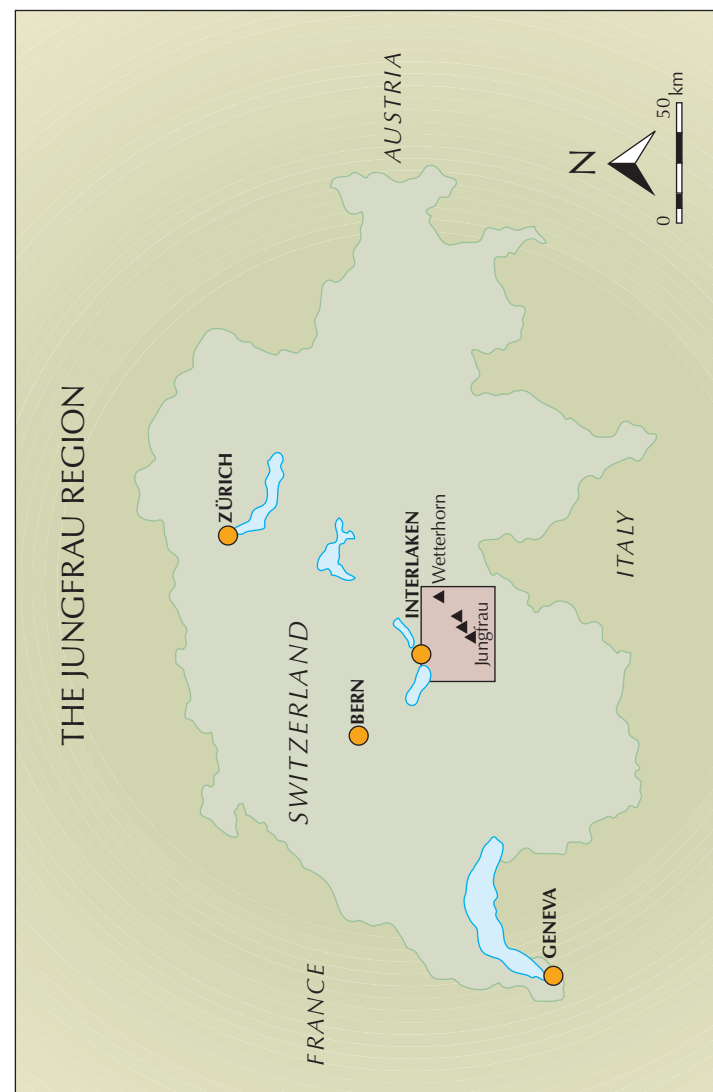 THE JUNGFRAU REGION
AUSTRIA
N
0 50 km
ZÜRICH
SWITZERLAND
INTERLAKEN
Wetterhorn
Jungfrau
BERN
ITALY
FRANCE
GENEVA